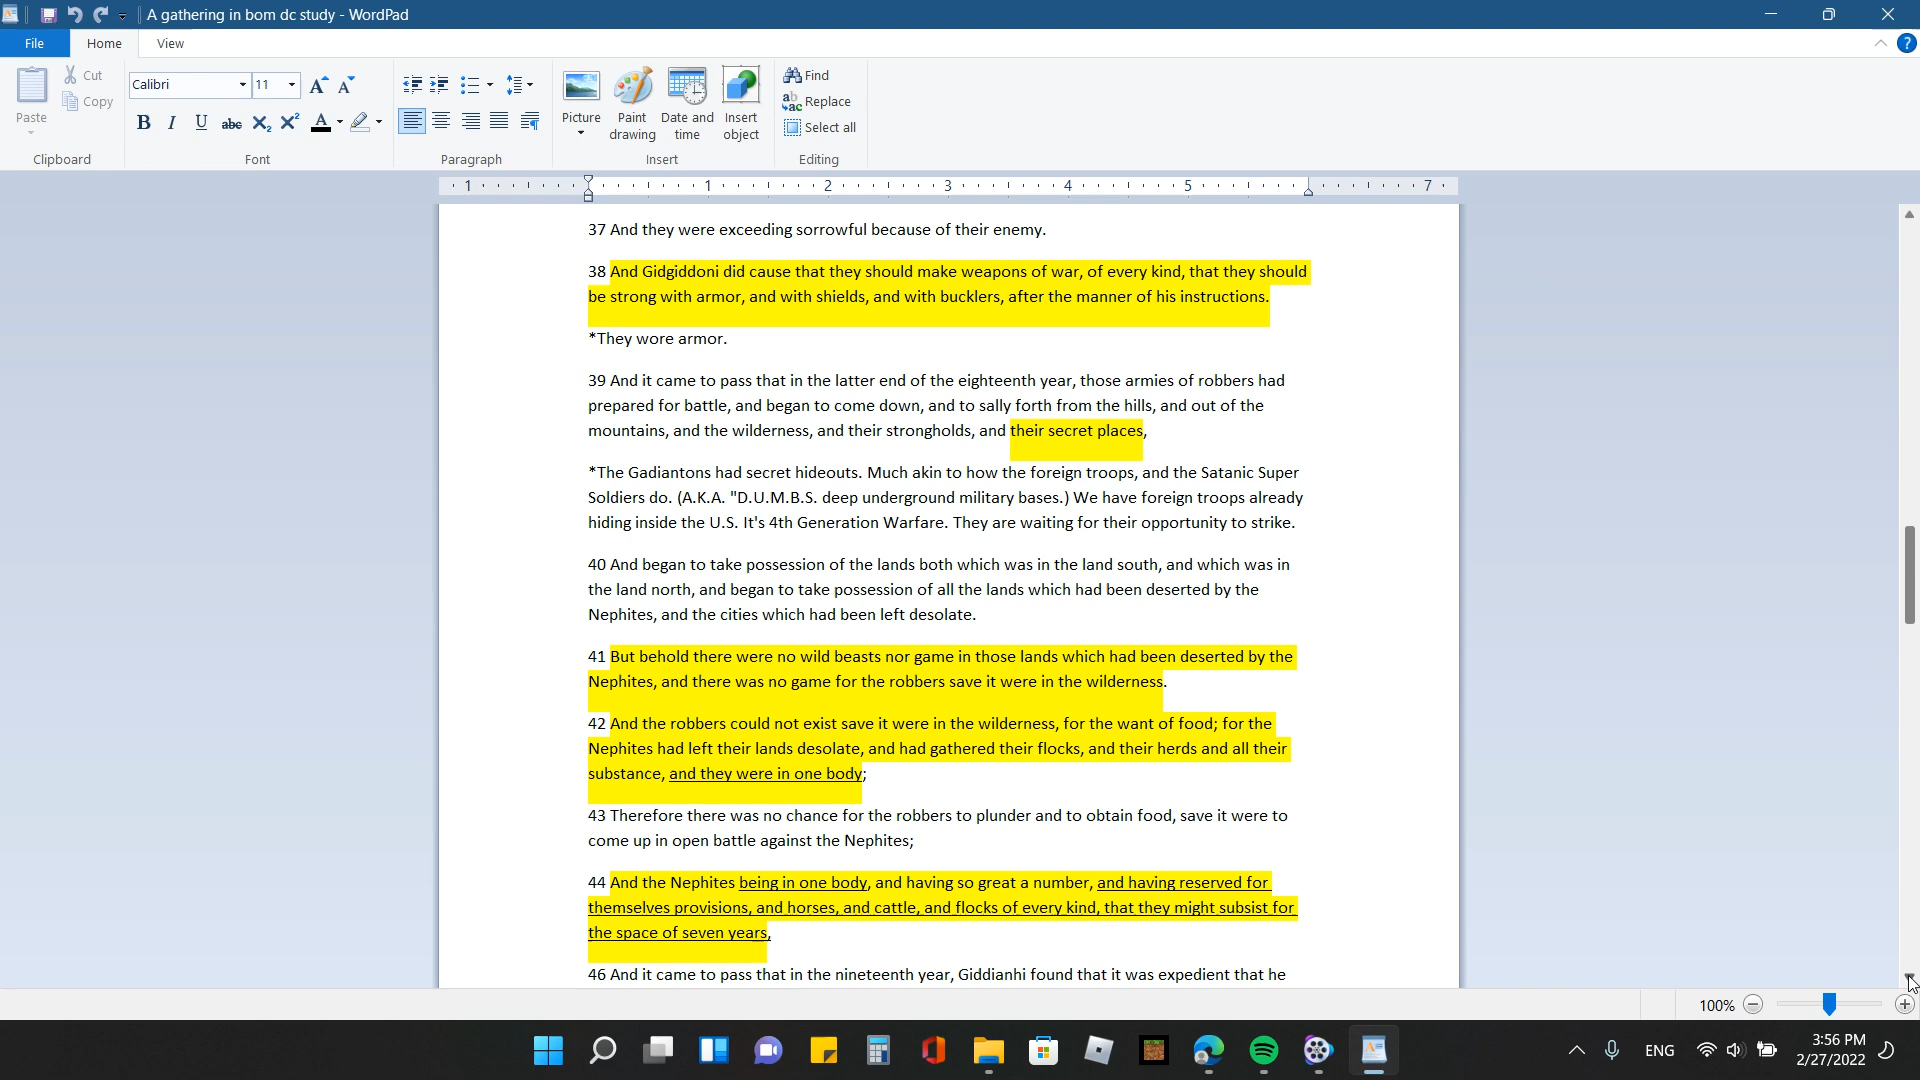 A gathering in bom dc study - WordPad
File
Home
View
?
Paste
Cut
Copy
Clipboard
Calibri
11
A
A
B I U abc X₂ X² A
Font
Paragraph
Picture
Paint drawing
Date and time
Insert object
Insert
Find
Replace
Select all
Editing
1 1 2 3 4 5 7
37 And they were exceeding sorrowful because of their enemy.
38 And Gidgiddoni did cause that they should make weapons of war, of every kind, that they should
be strong with armor, and with shields, and with bucklers, after the manner of his instructions.
*They wore armor.
39 And it came to pass that in the latter end of the eighteenth year, those armies of robbers had
prepared for battle, and began to come down, and to sally forth from the hills, and out of the
mountains, and the wilderness, and their strongholds, and their secret places,
*The Gadiantons had secret hideouts. Much akin to how the foreign troops, and the Satanic Super
Soldiers do. (A.K.A. "D.U.M.B.S. deep underground military bases.) We have foreign troops already
hiding inside the U.S. It's 4th Generation Warfare. They are waiting for their opportunity to strike.
40 And began to take possession of the lands both which was in the land south, and which was in
the land north, and began to take possession of all the lands which had been deserted by the
Nephites, and the cities which had been left desolate.
41 But behold there were no wild beasts nor game in those lands which had been deserted by the
Nephites, and there was no game for the robbers save it were in the wilderness.
42 And the robbers could not exist save it were in the wilderness, for the want of food; for the
Nephites had left their lands desolate, and had gathered their flocks, and their herds and all their
substance, and they were in one body;
43 Therefore there was no chance for the robbers to plunder and to obtain food, save it were to
come up in open battle against the Nephites;
44 And the Nephites being in one body, and having so great a number, and having reserved for
themselves provisions, and horses, and cattle, and flocks of every kind, that they might subsist for
the space of seven years,
46 And it came to pass that in the nineteenth year, Giddianhi found that it was expedient that he
100%
ENG
3:56 PM
2/27/2022